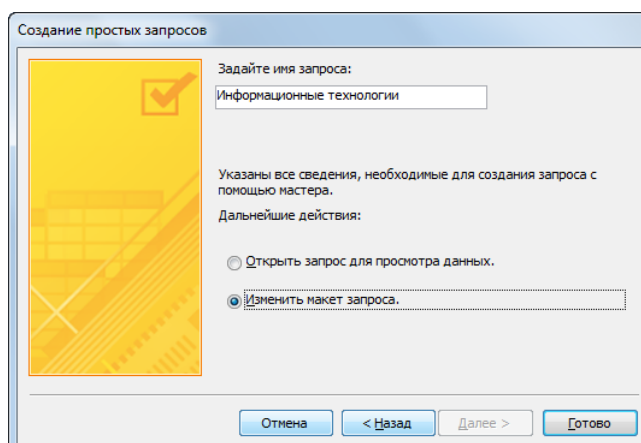 Создание простых запросов
Задайте имя запроса:
Информационные технологии
Указаны все сведения, необходимые для создания запроса с
помощью мастера.
Дальнейшие действия:
Открыть запрос для просмотра данных.
Изменить макет запроса.
Отмена
< Назад
Далее >
Готово